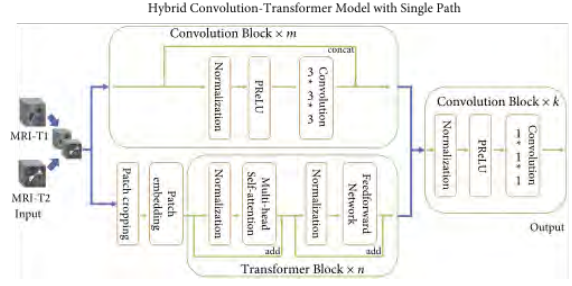 Hybrid Convolution-Transformer Model with Single Path
Convolution Block × m
concat
Normalization
PReLU
Convolution
3 * 3 * 3
MRI-T1
MRI-T2
Input
Patch cropping
Patch embedding
Normalization
Multi-head
Self-attention
add
Normalization
Feedforward
Network
add
Transformer Block × n
Convolution Block × k
Normalization
PReLU
Convolution
1 * 1 * 1
Output